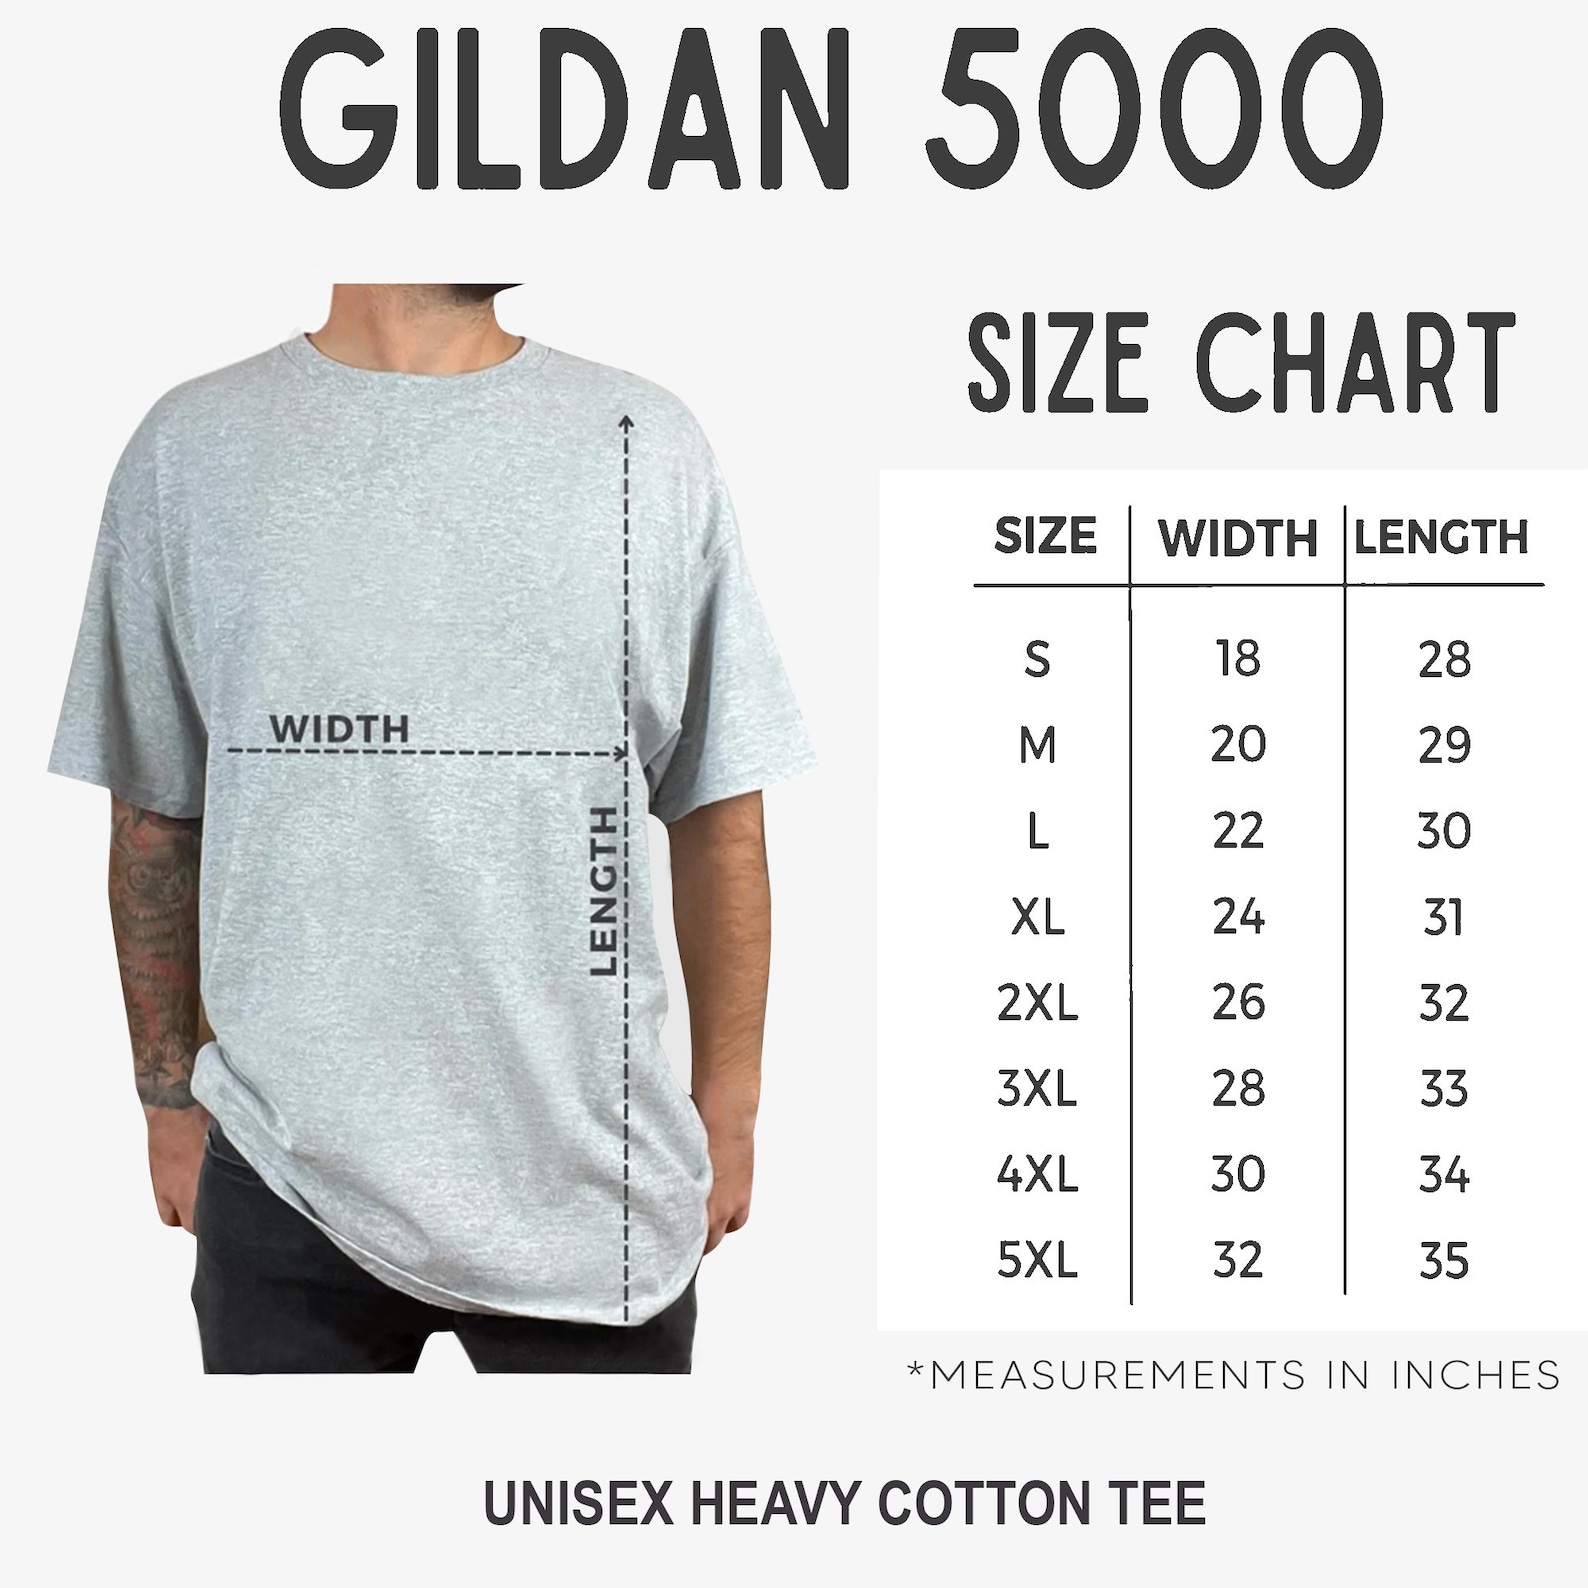 GILDAN 5000
SIZE CHART
WIDTH
LENGTH
SIZE WIDTH LENGTH
S 18 28
M 20 29
L 22 30
XL 24 31
2XL 26 32
3XL 28 33
4XL 30 34
5XL 32 35
*MEASUREMENTS IN INCHES
UNISEX HEAVY COTTON TEE